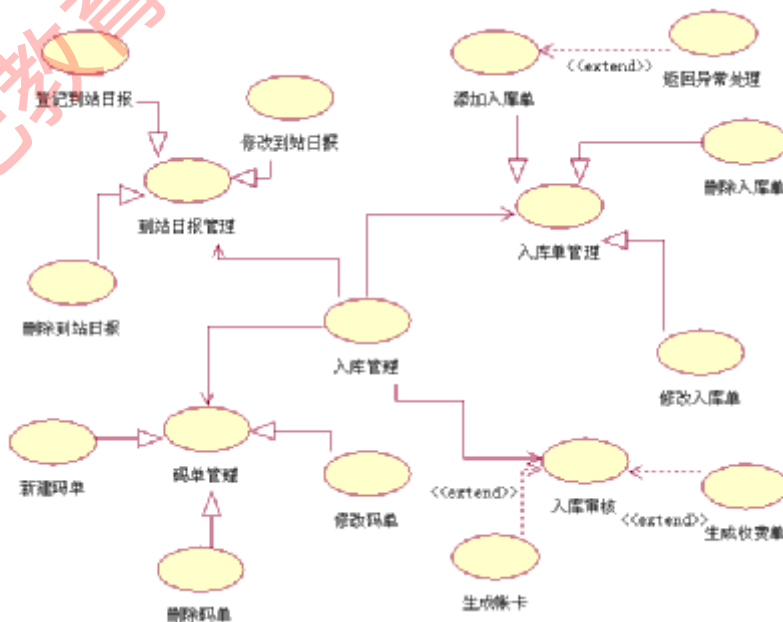 登记到站日报
修改到站日报
到站日报管理
删除到站日报
添加入库单
<<extend>>
返回异常处理
删除入库单
入库单管理
修改入库单
入库管理
新建码单
码单管理
修改码单
删除码单
<<extend>>
入库审核
<<extend>>
生成收费单
生成帐卡
教育